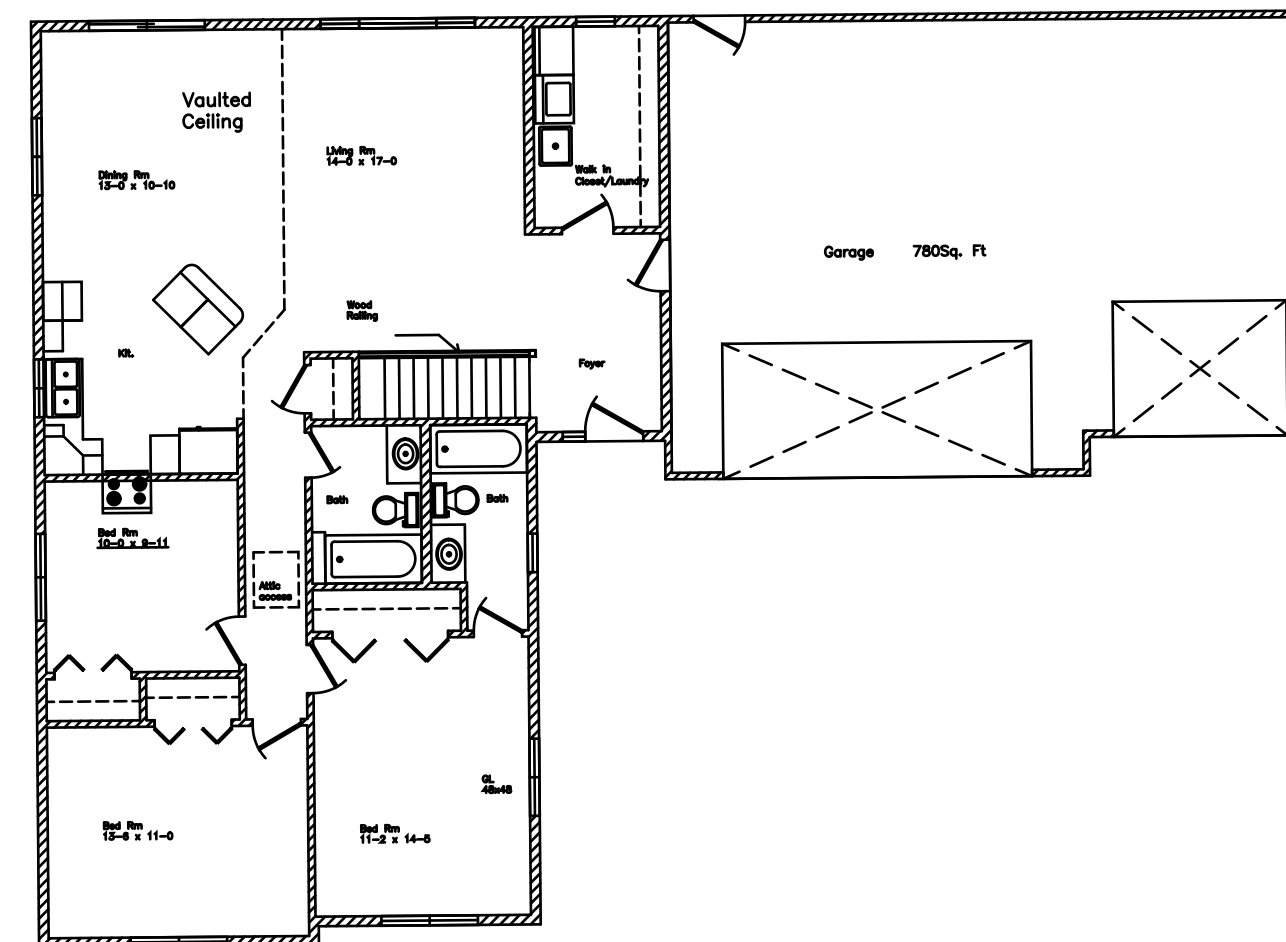 Vaulted
Ceiling
Living Rm
14-0 x 17-0
Dining Rm
13-0 x 10-10
Walk in
Closet/Laundry
Garage 780Sq. Ft
Wood
Railing
Kit.
Foyer
Bath
Bath
Bed Rm
10-0 x 9-11
Attic
access
GL
48x48
Bed Rm
13-6 x 11-0
Bed Rm
11-2 x 14-5